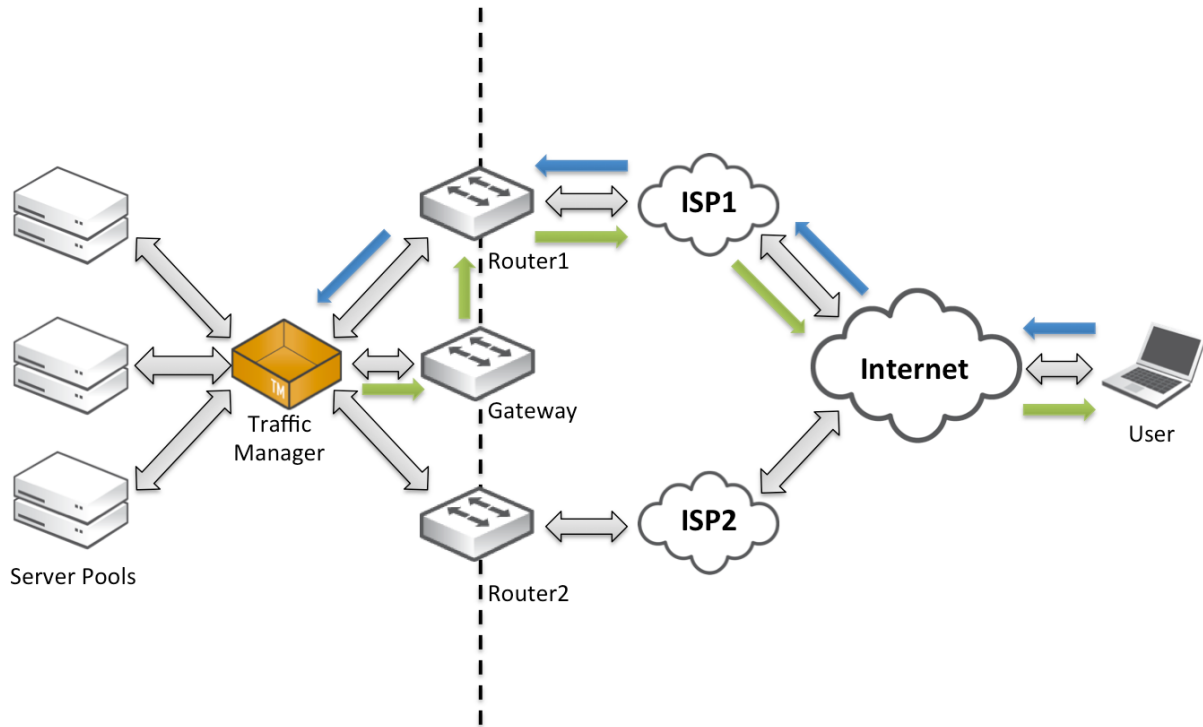 ISP1
Router1
Internet
TM
Gateway
Traffic
Manager
User
ISP2
Server Pools
Router2